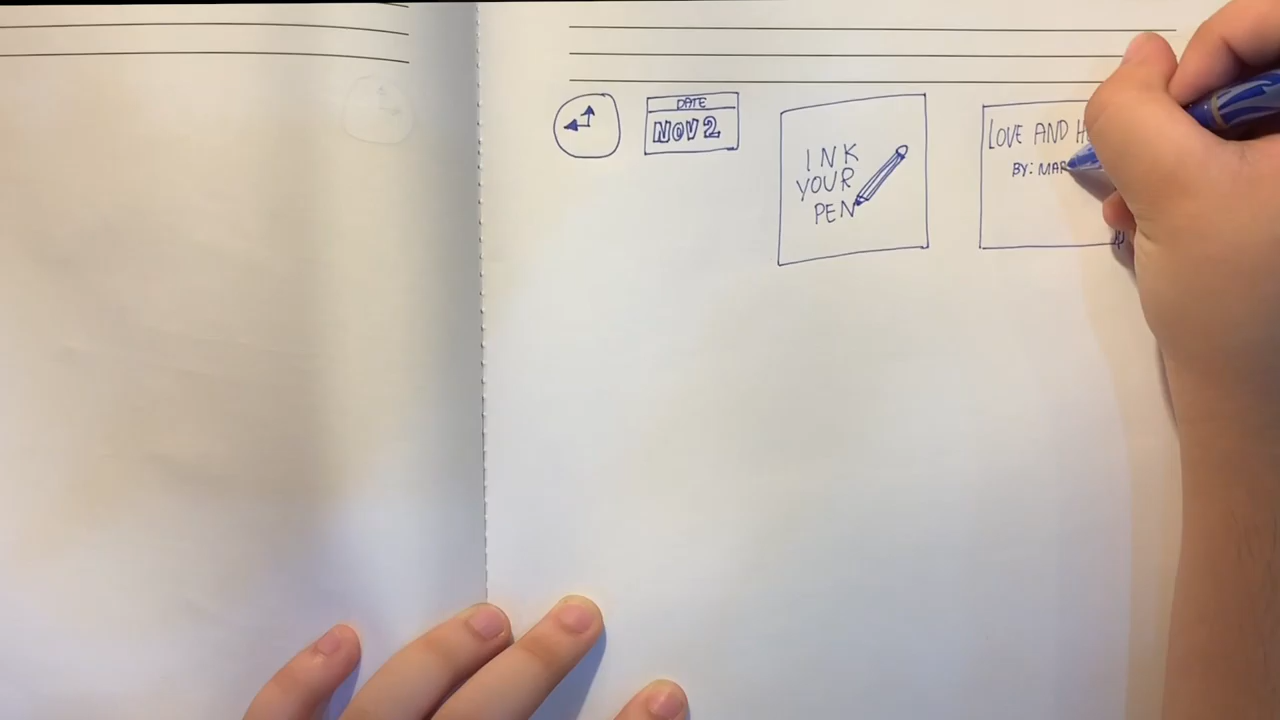 DATE
NOV 2
INK
YOUR
PEN
LOVE AND
BY: